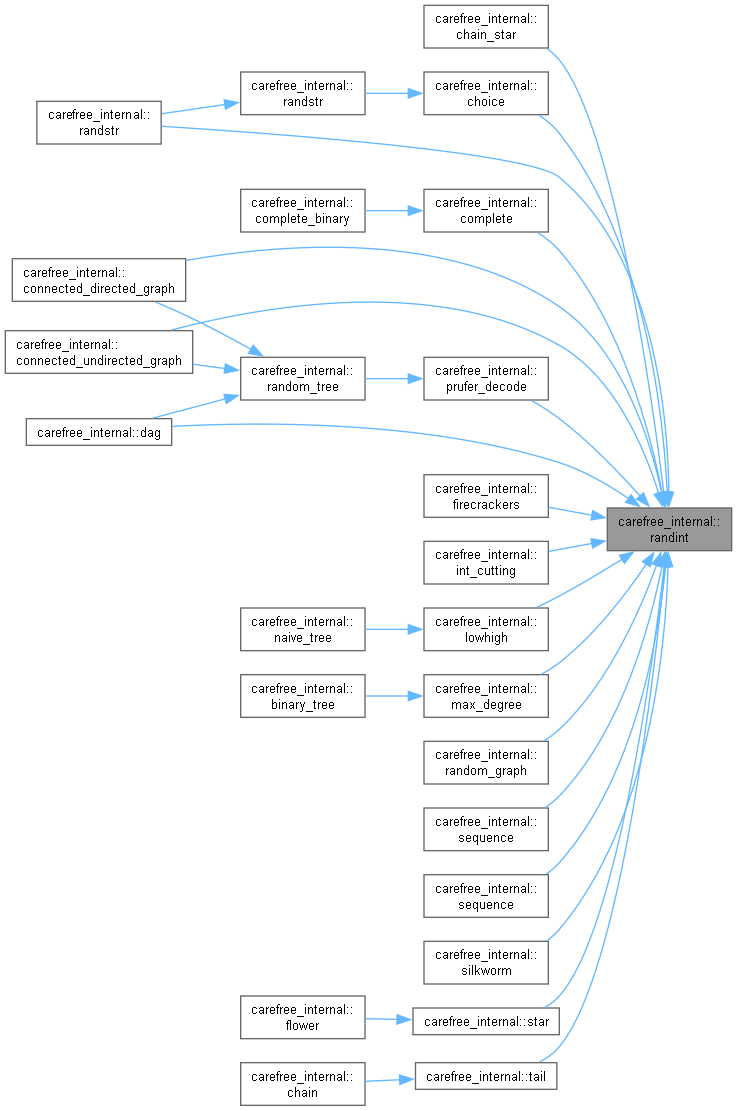 carefree_internal::
chain_star
carefree_internal::
randstr
carefree_internal::
choice
carefree_internal::
randstr
carefree_internal::
complete_binary
carefree_internal::
complete
carefree_internal::
connected_directed_graph
carefree_internal::
connected_undirected_graph
carefree_internal::
random_tree
carefree_internal::
prufer_decode
carefree_internal::dag
carefree_internal::
firecrackers
carefree_internal::
randint
carefree_internal::
int_cutting
carefree_internal::
naive_tree
carefree_internal::
lowhigh
carefree_internal::
binary_tree
carefree_internal::
max_degree
carefree_internal::
random_graph
carefree_internal::
sequence
carefree_internal::
sequence
carefree_internal::
silkworm
carefree_internal::
flower
carefree_internal::star
carefree_internal::
chain
carefree_internal::tail